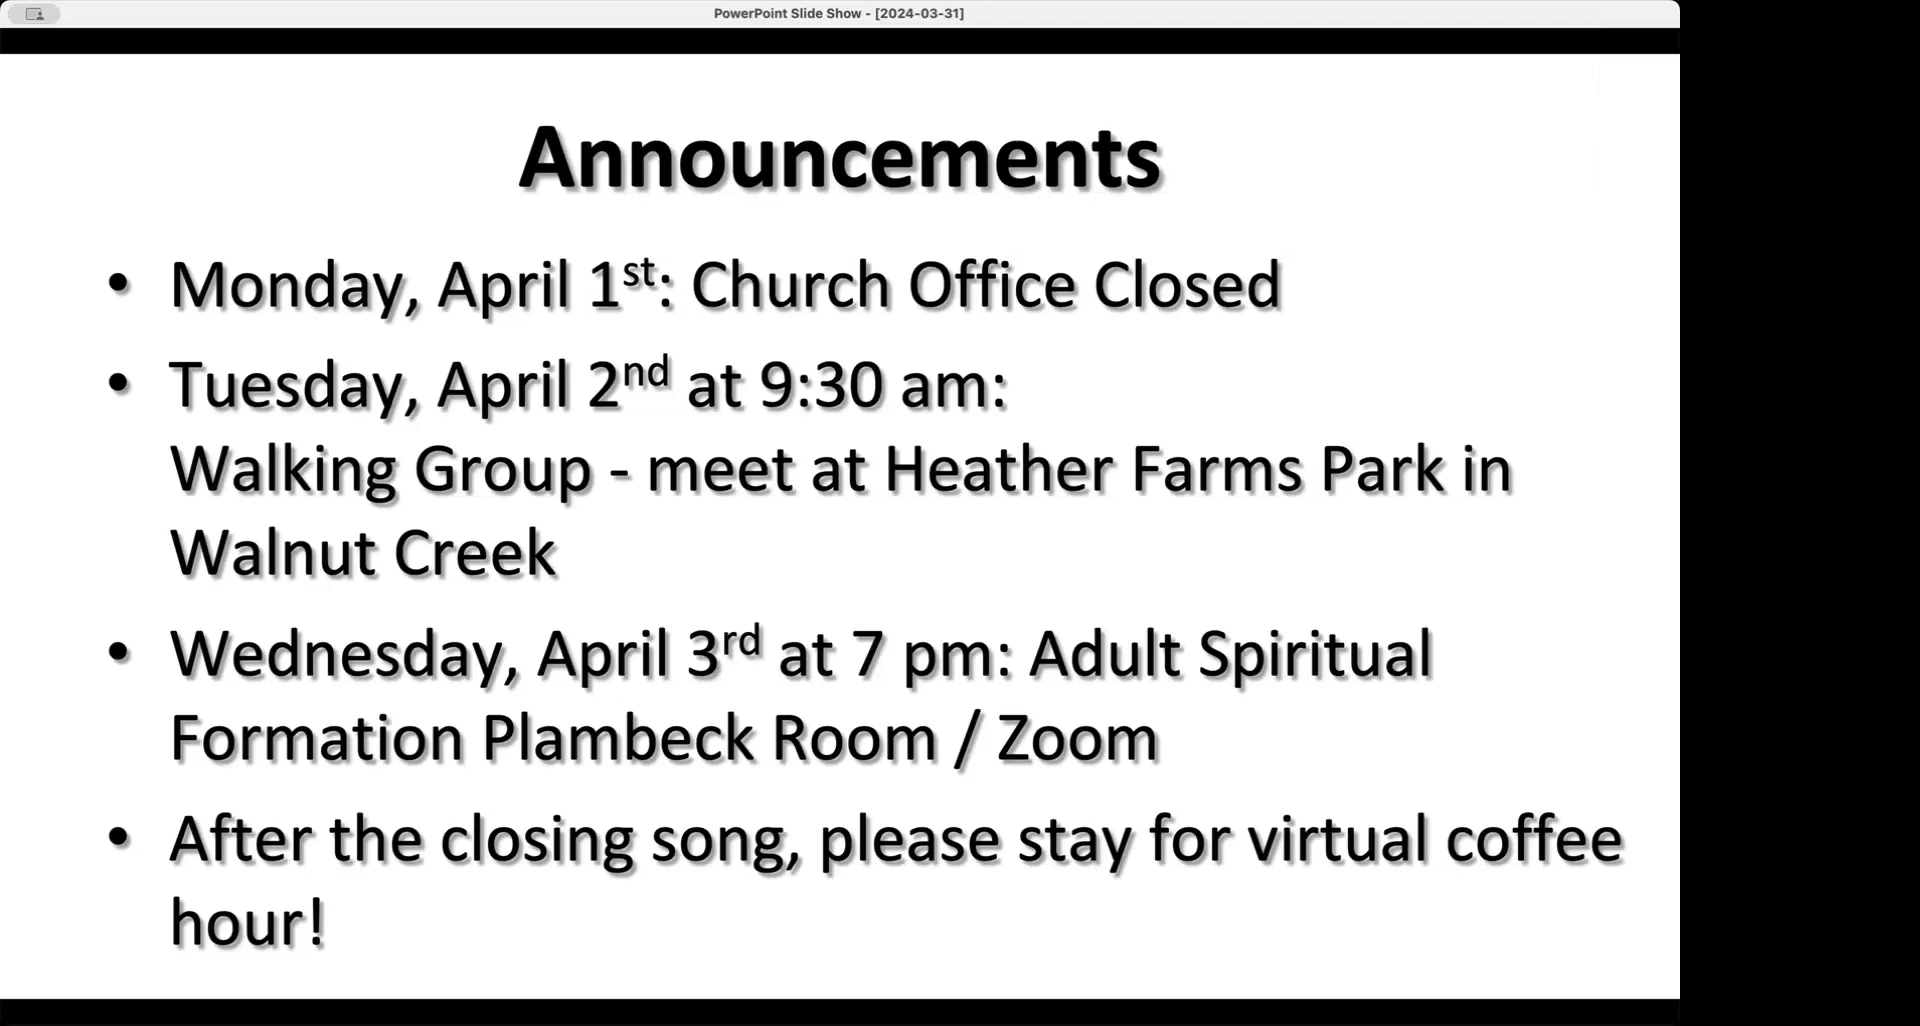 PowerPoint Slide Show - [2024-03-31]
Announcements
• Monday, April 1st: Church Office Closed
• Tuesday, April 2nd at 9:30 am:
Walking Group - meet at Heather Farms Park in
Walnut Creek
• Wednesday, April 3rd at 7 pm: Adult Spiritual
Formation Plambeck Room / Zoom
• After the closing song, please stay for virtual coffee
hour!